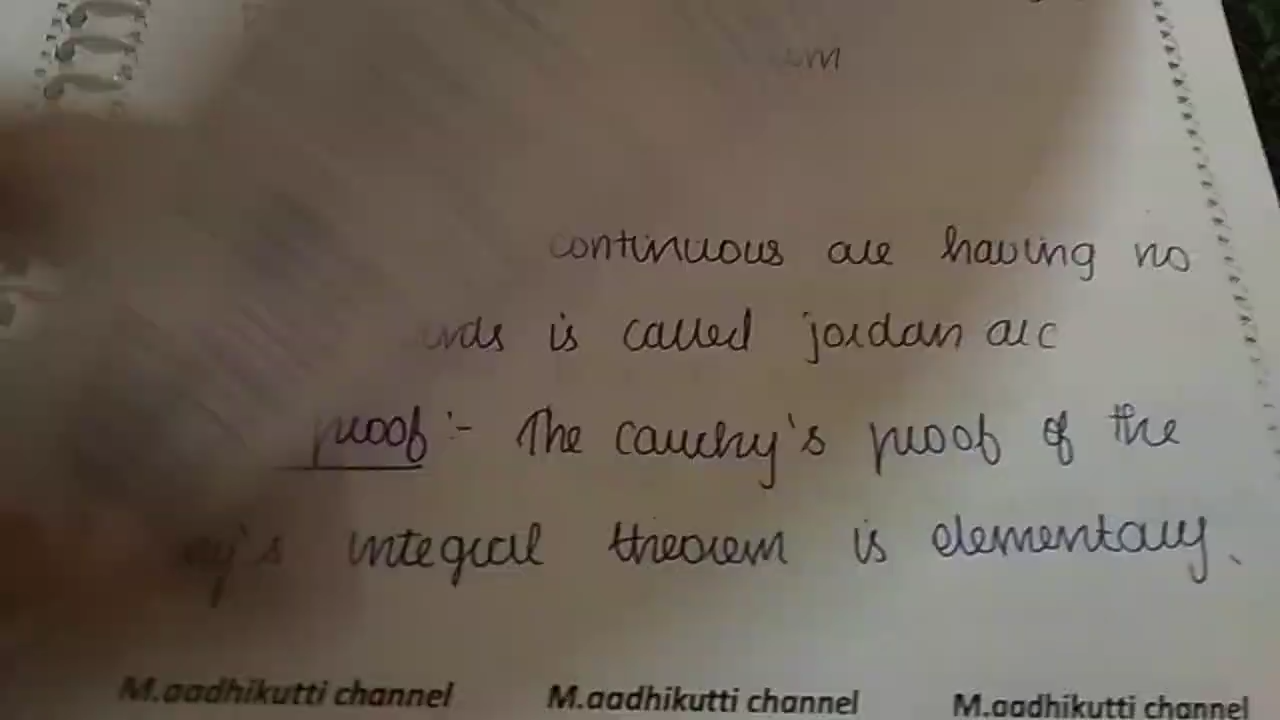 continuous are having no
is called jordan arc
proof :- The cauchy's proof of the
integral theorem is elementary.
M.aadhikutti channel M.aadhikutti channel M.aadhikutti channel